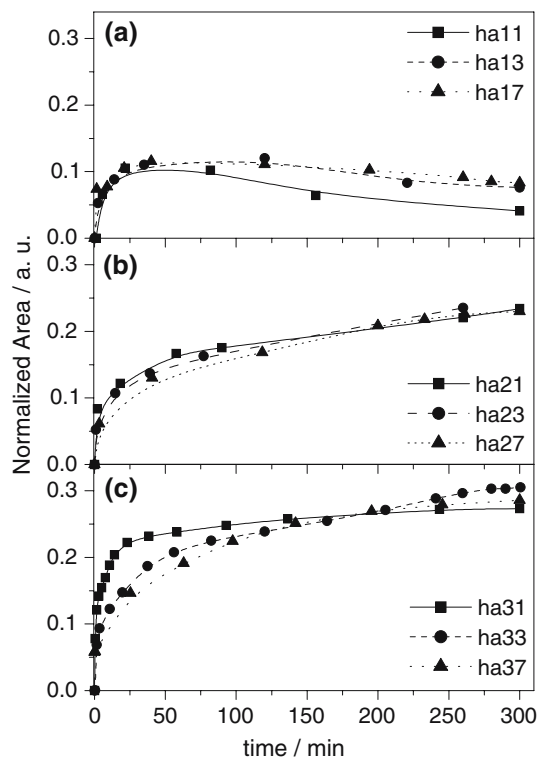 (a)
0.3
0.2
0.1
0.0
ha11
ha13
ha17
(b)
0.3
0.2
0.1
0.0
ha21
ha23
ha27
(c)
0.3
0.2
0.1
0.0
ha31
ha33
ha37
0 50 100 150 200 250 300
time / min
Normalized Area / a. u.